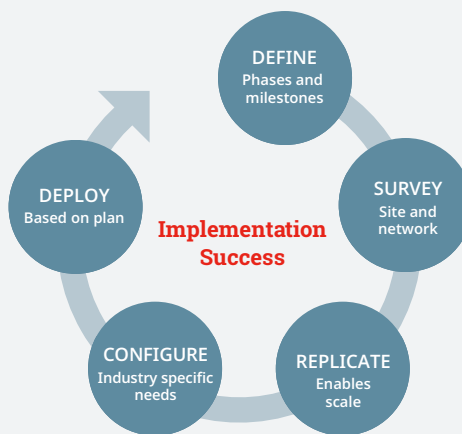 DEFINE
Phases and
milestones
SURVEY
Site and
network
REPLICATE
Enables
scale
CONFIGURE
Industry specific
needs
DEPLOY
Based on plan
Implementation
Success